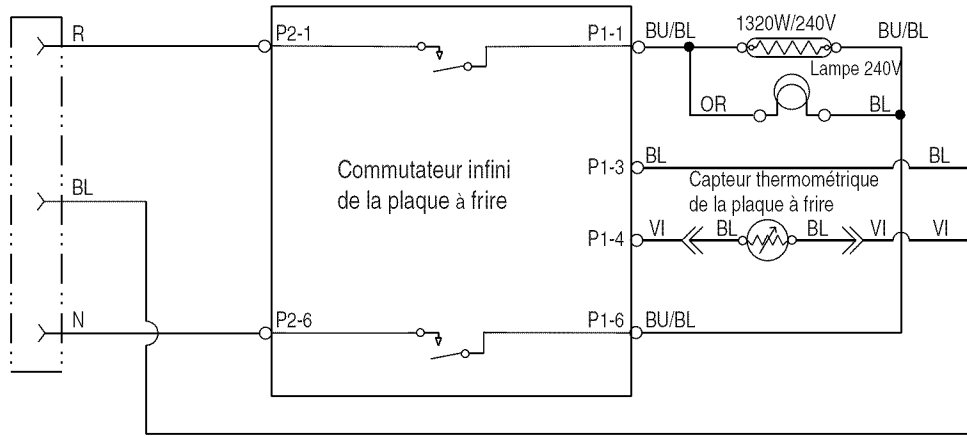 R
P2-1
P1-1
BU/BL
1320W/240V
BU/BL
Lampe 240V
OR
BL
Commutateur infini
de la plaque à frire
P1-3
BL
BL
Capteur thermométrique
de la plaque à frire
BL
P1-4
VI
BL
BL
VI
VI
N
P2-6
P1-6
BU/BL